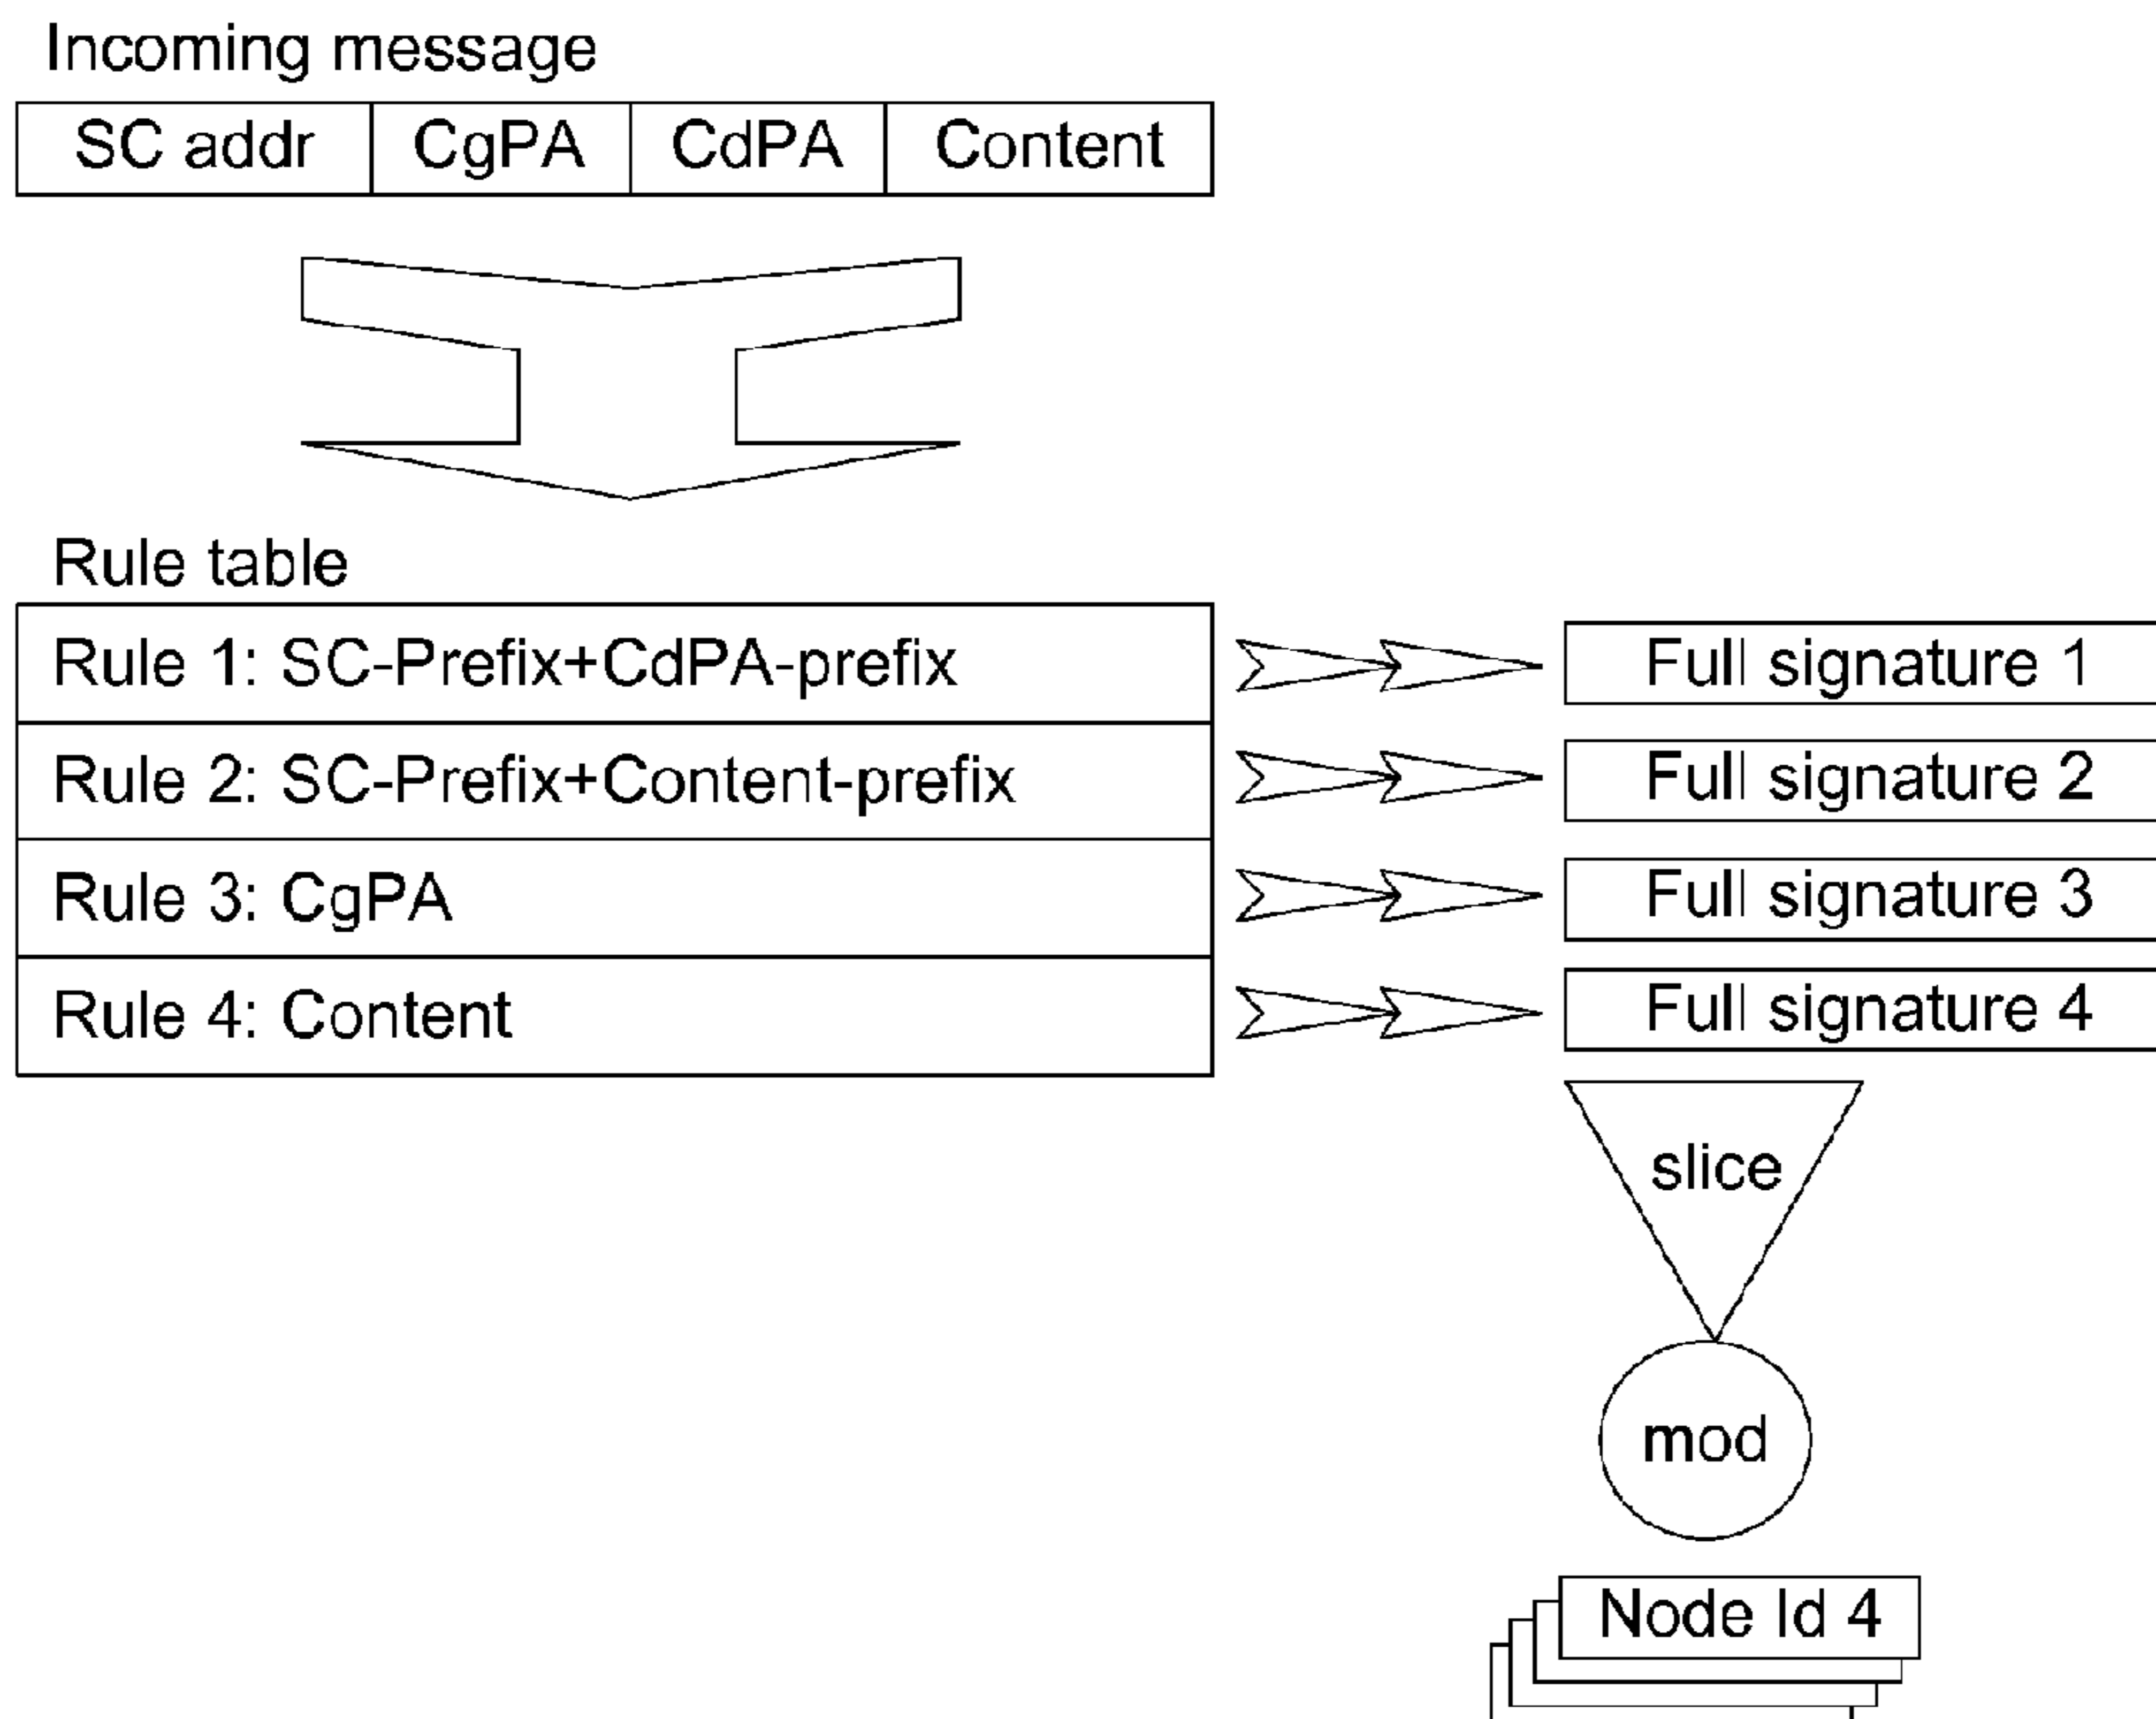 Incoming message
SC addr CgPA CdPA Content
Rule table
Rule 1: SC-Prefix+CdPA-prefix
Full signature 1
Rule 2: SC-Prefix+Content-prefix
Full signature 2
Rule 3: CgPA
Full signature 3
Rule 4: Content
Full signature 4
slice
mod
Node Id 4